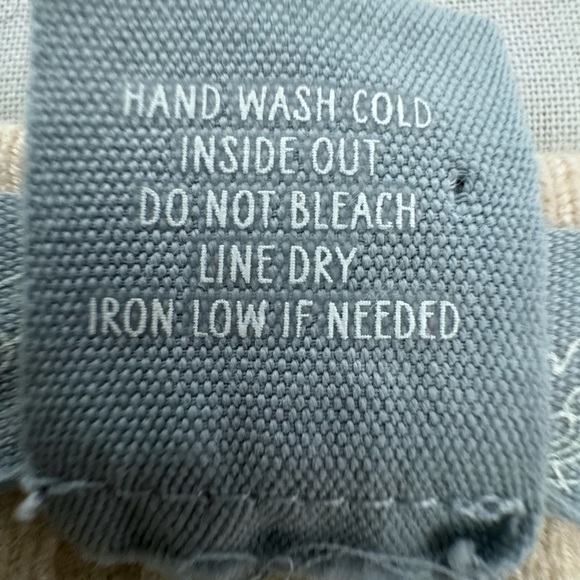 HAND WASH COLD
INSIDE OUT
DO NOT BLEACH
LINE DRY
IRON LOW IF NEEDED